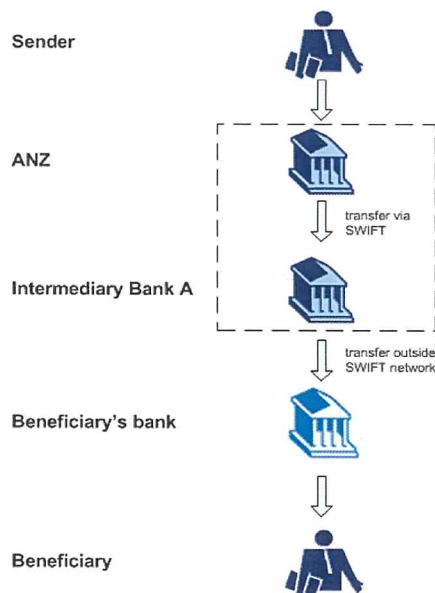 Sender
ANZ
transfer via
SWIFT
Intermediary Bank A
transfer outside
SWIFT network
Beneficiary's bank
Beneficiary